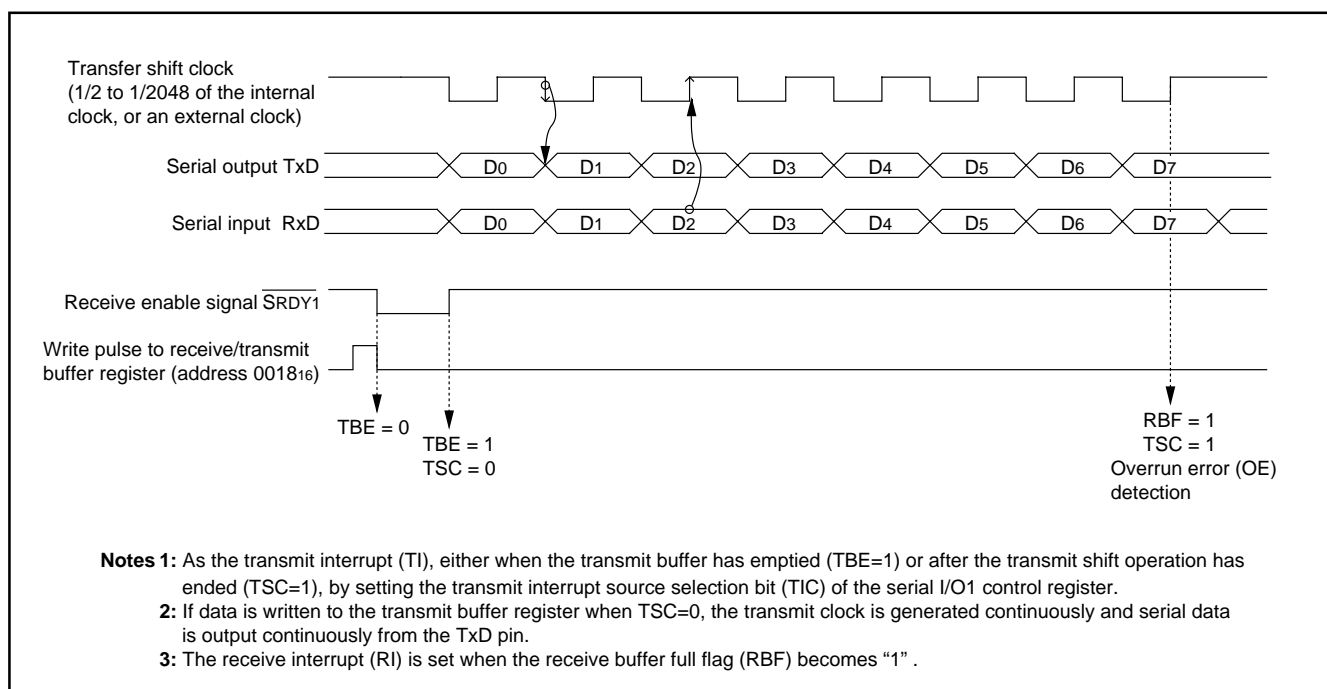 Transfer shift clock
(1/2 to 1/2048 of the internal
clock, or an external clock)
Serial output TxD
D0 D1 D2 D3 D4 D5 D6 D7
Serial input RxD
D0 D1 D2 D3 D4 D5 D6 D7
Receive enable signal S̅R̅D̅Y̅1̅
Write pulse to receive/transmit
buffer register (address 001816)
TBE = 0
TBE = 1
TSC = 0
RBF = 1
TSC = 1
Overrun error (OE)
detection
Notes 1: As the transmit interrupt (TI), either when the transmit buffer has emptied (TBE=1) or after the transmit shift operation has
ended (TSC=1), by setting the transmit interrupt source selection bit (TIC) of the serial I/O1 control register.
2: If data is written to the transmit buffer register when TSC=0, the transmit clock is generated continuously and serial data
is output continuously from the TxD pin.
3: The receive interrupt (RI) is set when the receive buffer full flag (RBF) becomes “1” .